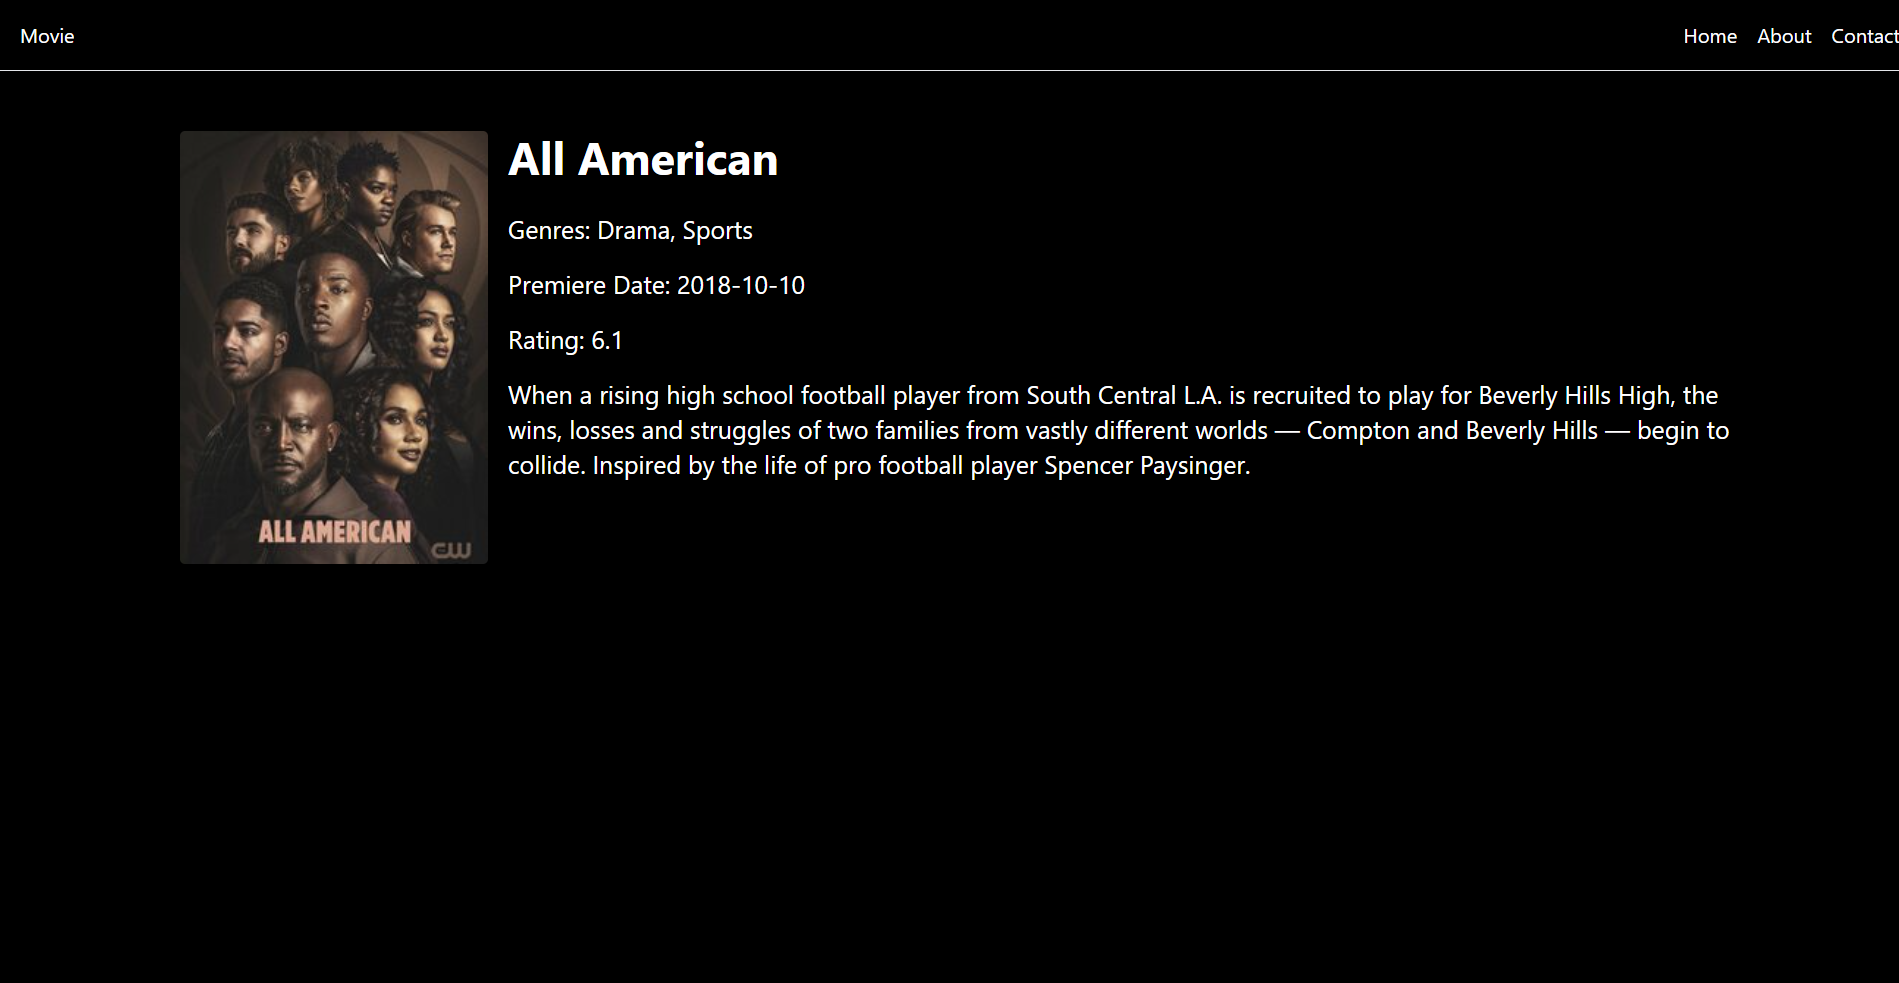 Movie
Home About Contact
All American
Genres: Drama, Sports
Premiere Date: 2018-10-10
Rating: 6.1
When a rising high school football player from South Central L.A. is recruited to play for Beverly Hills High, the
wins, losses and struggles of two families from vastly different worlds — Compton and Beverly Hills — begin to
collide. Inspired by the life of pro football player Spencer Paysinger.
ALL AMERICAN
CW